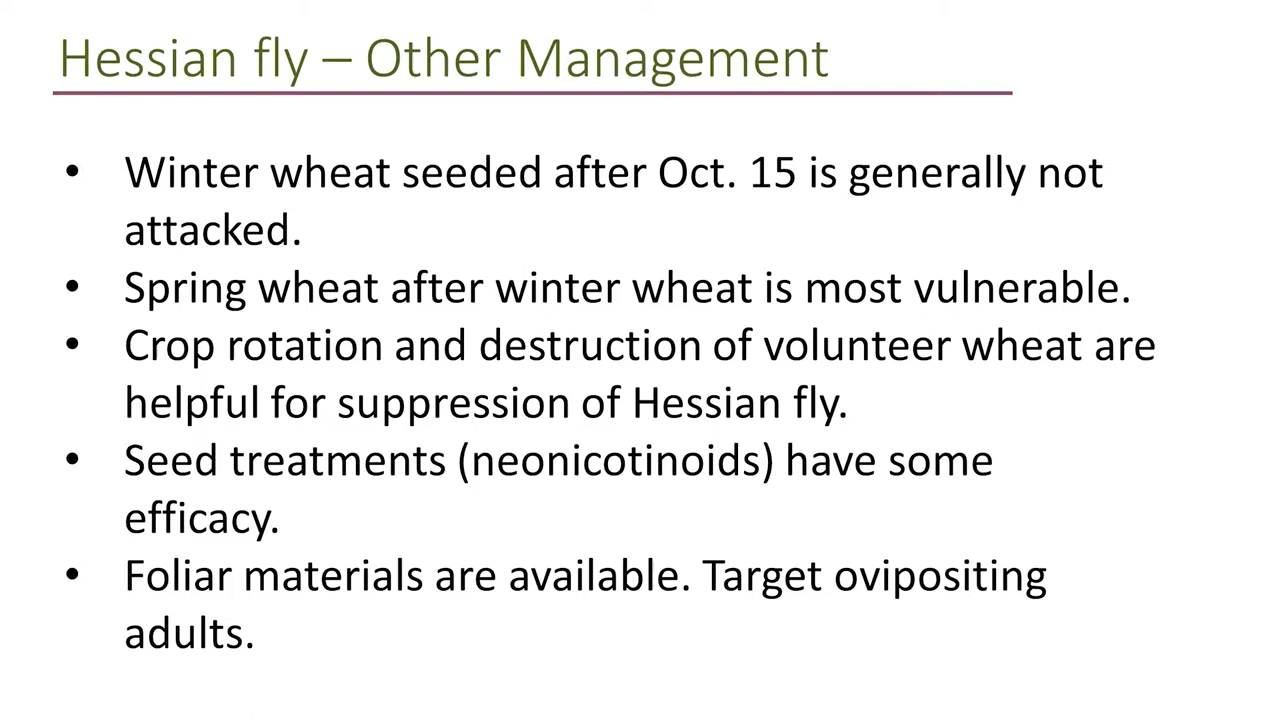 Hessian fly – Other Management
• Winter wheat seeded after Oct. 15 is generally not
attacked.
• Spring wheat after winter wheat is most vulnerable.
• Crop rotation and destruction of volunteer wheat are
helpful for suppression of Hessian fly.
• Seed treatments (neonicotinoids) have some
efficacy.
• Foliar materials are available. Target ovipositing
adults.